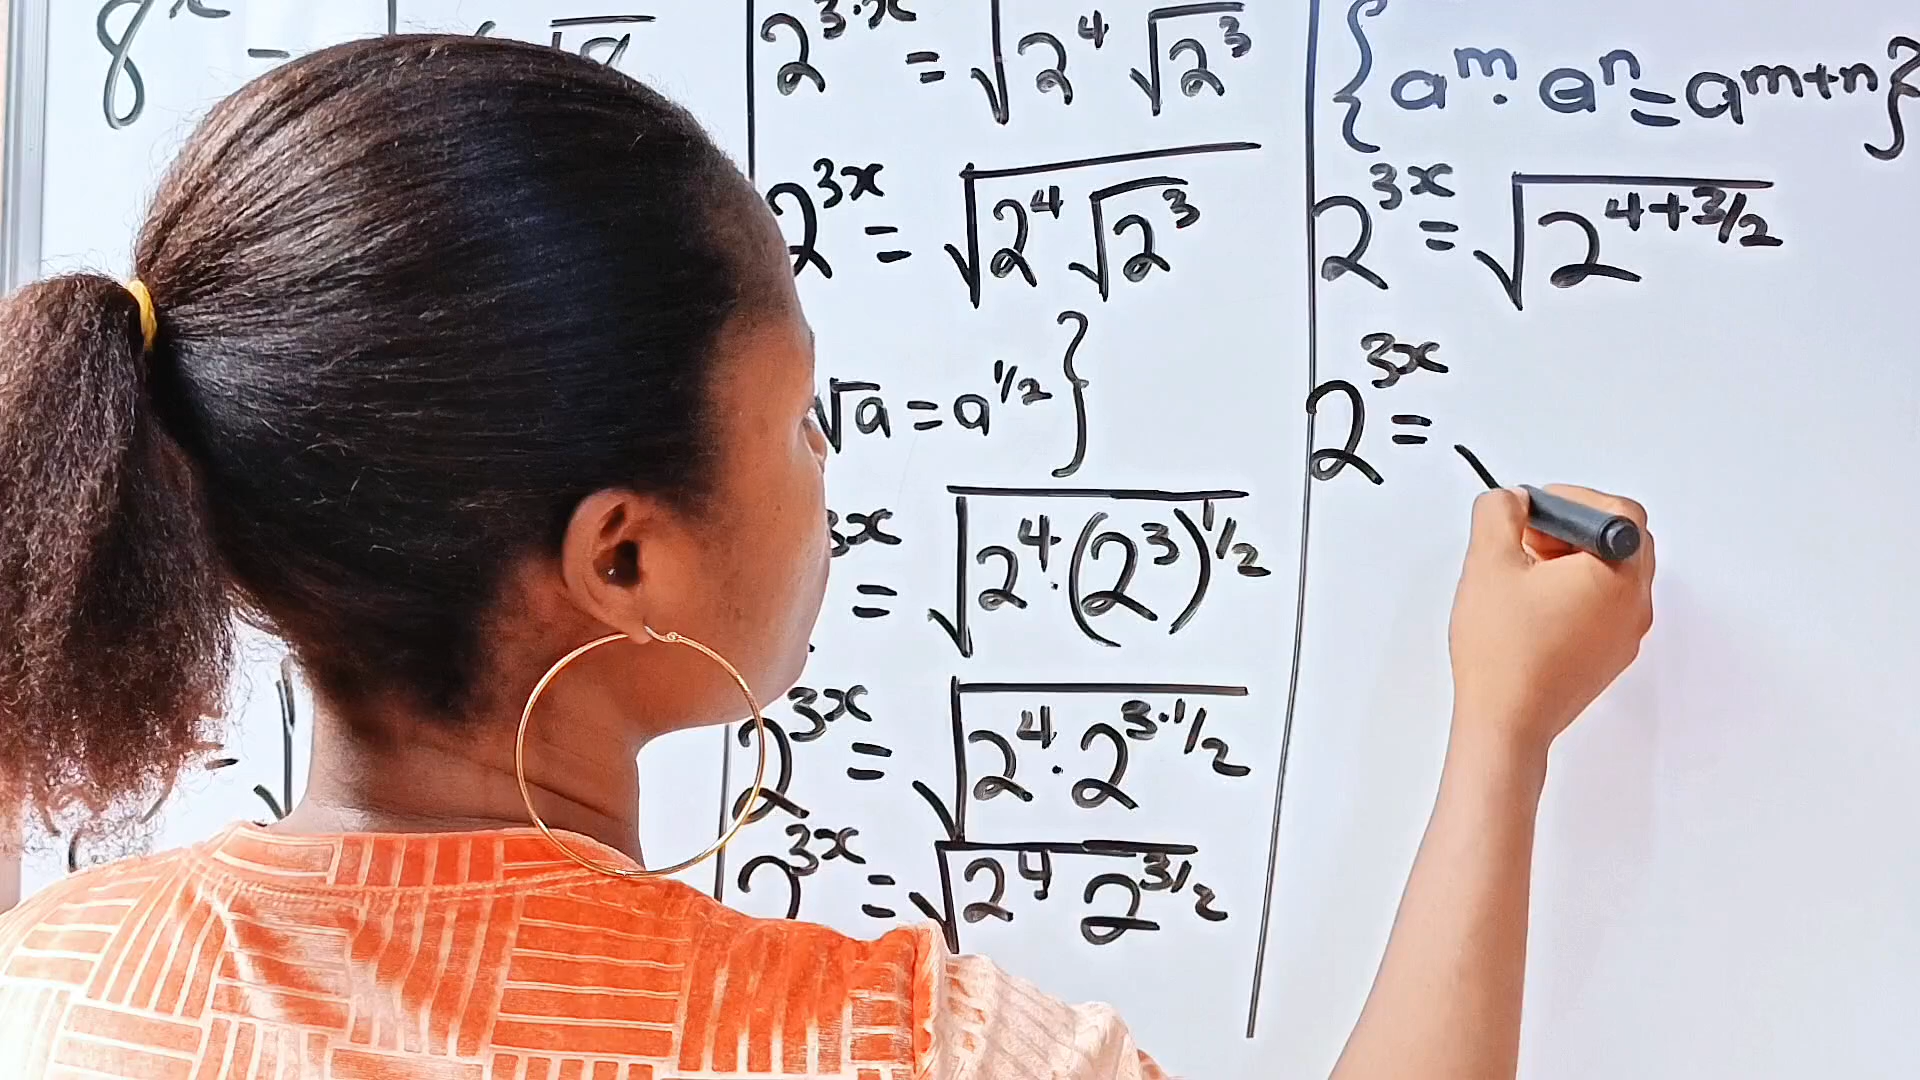 8^x =
2^{3·x} = √(2^4 √(2^3))
2^{3x} = √(2^4 √(2^3))
√a = a^{1/2} }
3x = √(2^4 · (2^3)^{1/2})
2^{3x} = √(2^4 · 2^{3·1/2})
2^{3x} = √(2^4 2^{3/2})
{ a^m · a^n = a^{m+n} }
2^{3x} = √(2^{4+3/2})
2^{3x} =